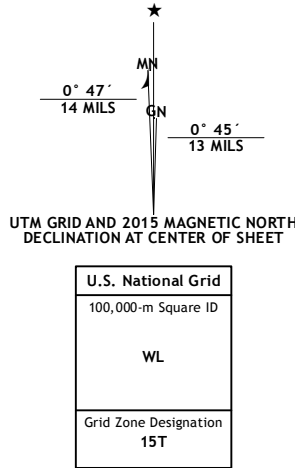 ★
MN
0° 47´
14 MILS
GN
0° 45´
13 MILS
UTM GRID AND 2015 MAGNETIC NORTH
DECLINATION AT CENTER OF SHEET
U.S. National Grid
100,000-m Square ID
WL
Grid Zone Designation
15T